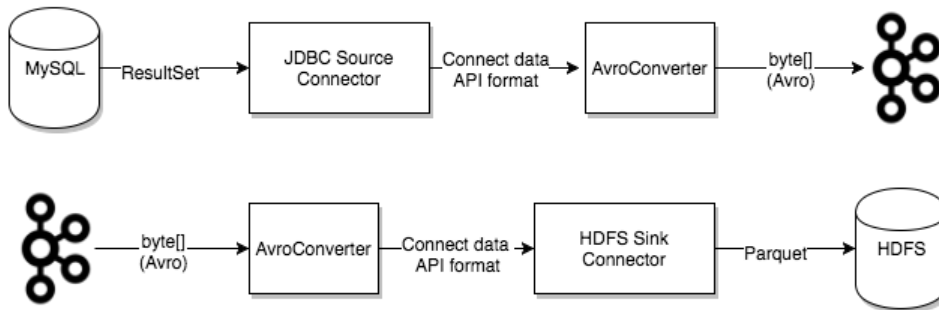 MySQL
ResultSet
JDBC Source
Connector
Connect data
API format
AvroConverter
byte[]
(Avro)
byte[]
(Avro)
AvroConverter
Connect data
API format
HDFS Sink
Connector
Parquet
HDFS